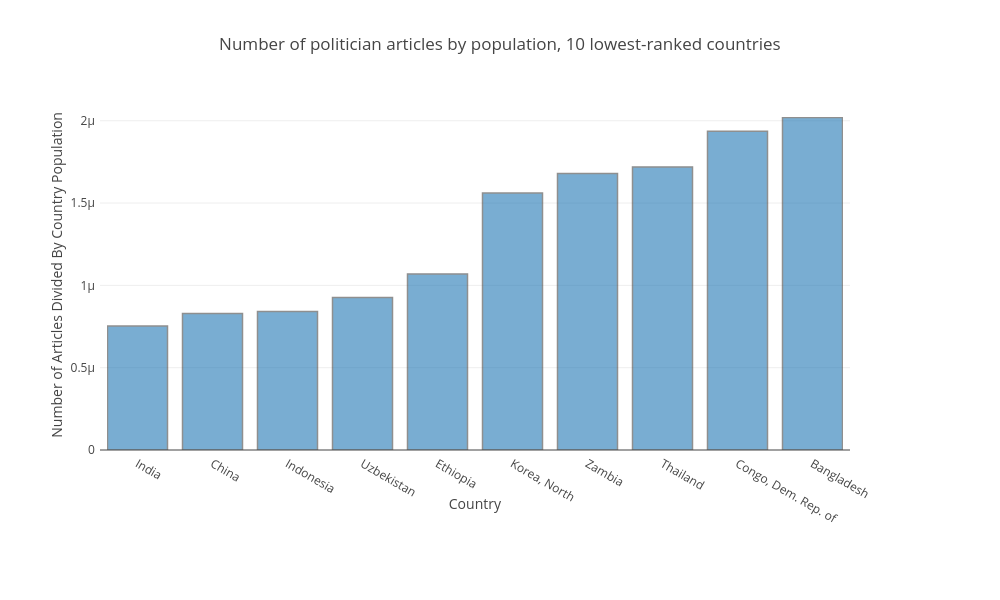 Number of politician articles by population, 10 lowest-ranked countries
Number of Articles Divided By Country Population
2µ
1.5µ
1µ
0.5µ
0
India
China
Indonesia
Uzbekistan
Ethiopia
Korea, North
Zambia
Thailand
Congo, Dem. Rep. of
Bangladesh
Country